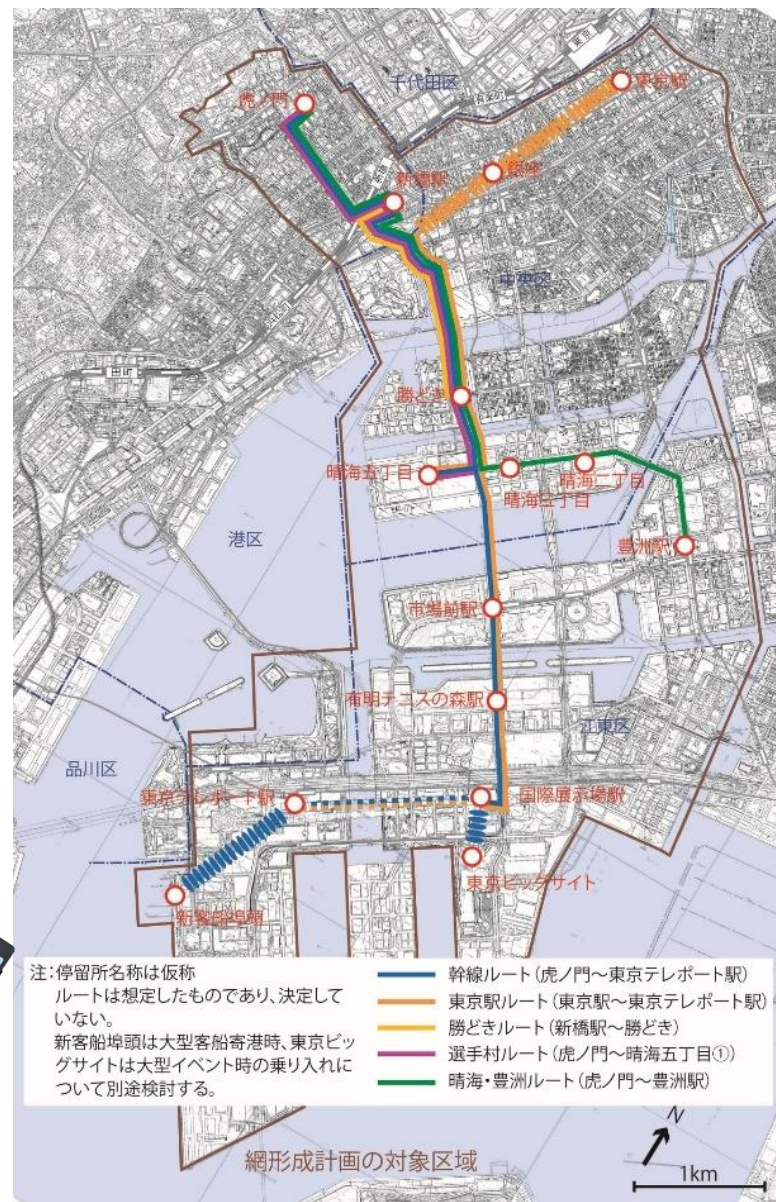 千代田区
虎ノ門
東京駅
新橋駅
銀座
中央区
田町
勝どき
晴海五丁目
晴海三丁目
晴海二丁目
港区
豊洲駅
市場前駅
有明テニスの森駅
江東区
品川区
東京テレポート駅
国際展示場駅
東京ビッグサイト
新客船埠頭
注：停留所名称は仮称
ルートは想定したものであり、決定して
いない。
新客船埠頭は大型客船寄港時、東京ビッ
グサイトは大型イベント時の乗り入れに
ついて別途検討する。
幹線ルート(虎ノ門～東京テレポート駅)
東京駅ルート(東京駅～東京テレポート駅)
勝どきルート(新橋駅～勝どき)
選手村ルート(虎ノ門～晴海五丁目①)
晴海・豊洲ルート(虎ノ門～豊洲駅)
N
網形成計画の対象区域
1km